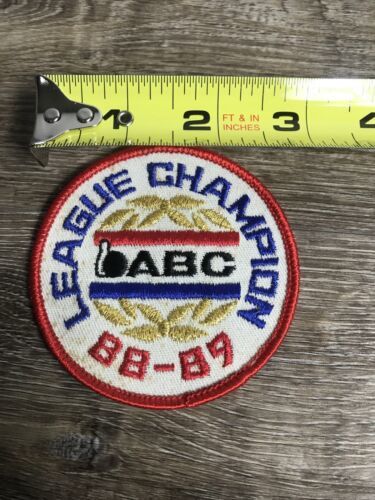 1 2 FT & IN 3 4
INCHES
LEAGUE CHAMPION
ABC
88-89